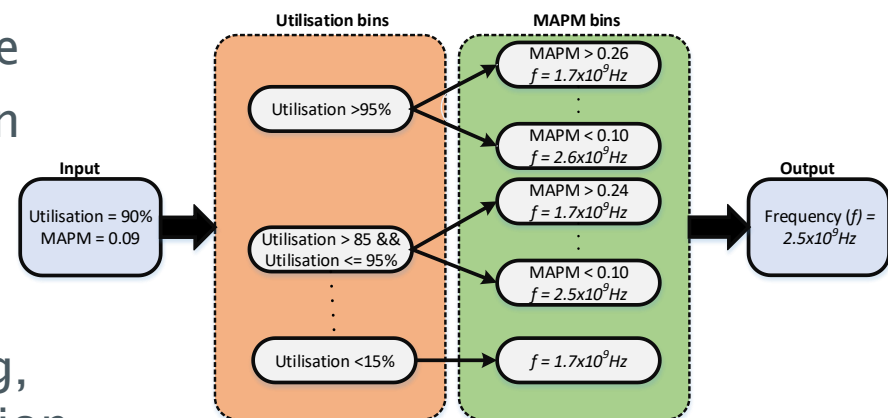 e
n
g,
ion
Utilisation bins
MAPM bins
Input
Utilisation = 90%
MAPM = 0.09
Utilisation >95%
Utilisation > 85 &&
Utilisation <= 95%
Utilisation <15%
MAPM > 0.26
f = 1.7x10⁹Hz
MAPM < 0.10
f = 2.6x10⁹Hz
MAPM > 0.24
f = 1.7x10⁹Hz
MAPM < 0.10
f = 2.5x10⁹Hz
f = 1.7x10⁹Hz
Output
Frequency (f) =
2.5x10⁹Hz